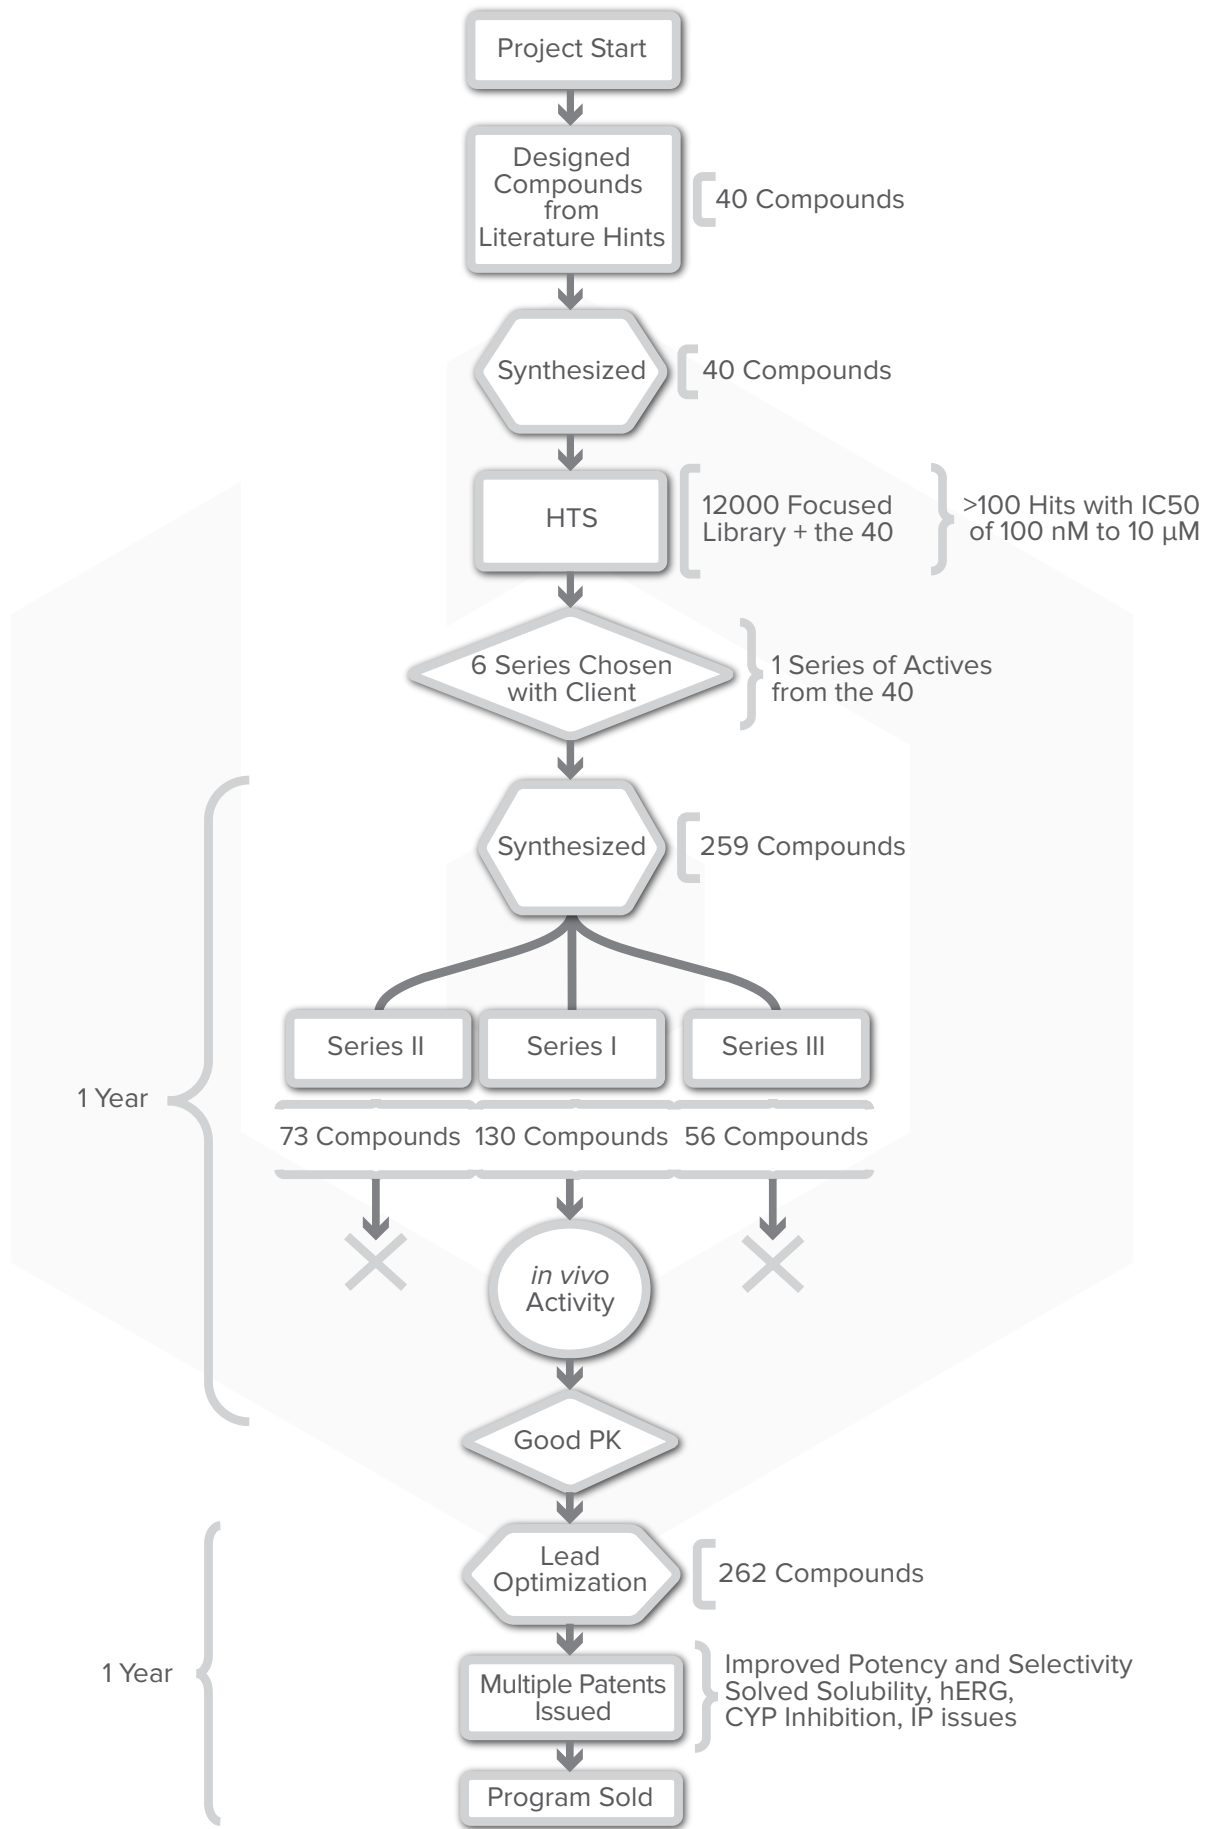 Project Start
Designed
Compounds
from
Literature Hints
40 Compounds
Synthesized
40 Compounds
HTS
12000 Focused
Library + the 40
>100 Hits with IC50
of 100 nM to 10 µM
6 Series Chosen
with Client
1 Series of Actives
from the 40
Synthesized
259 Compounds
Series II
Series I
Series III
1 Year
73 Compounds
130 Compounds
56 Compounds
in vivo
Activity
Good PK
Lead
Optimization
262 Compounds
1 Year
Multiple Patents
Issued
Improved Potency and Selectivity
Solved Solubility, hERG,
CYP Inhibition, IP issues
Program Sold